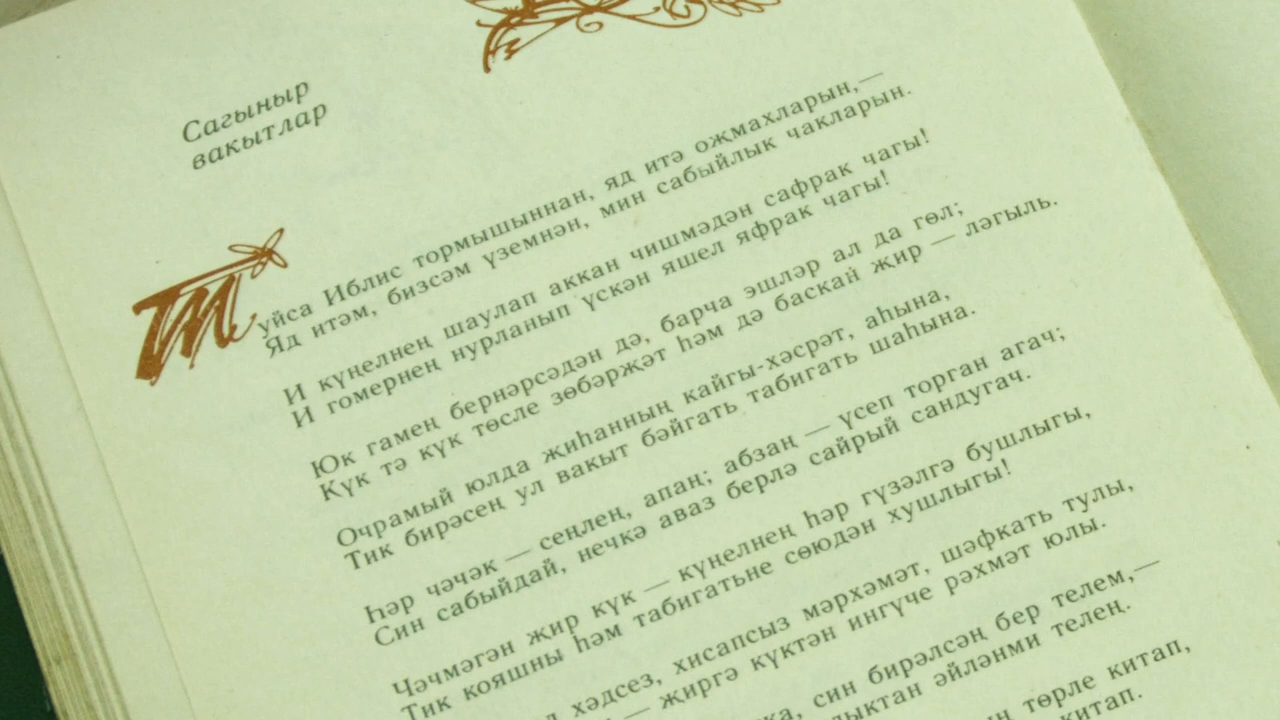 Сагыныр
вакытлар
Туйса Иблис тормышыннан, яд итә оҗмахларын,—
Яд итәм, бизсәм үземнән, мин сабыйлык чакларын.
И күңелнең шаулап аккан чишмәдән сафрак чагы!
И гомернең нурланып үскән яшел яфрак чагы!
Юк гамең бернәрсәдән дә, барча эшләр ал да гөл;
Күк тә күк төсле зөбәрҗәт һәм дә баскай җир — ләгыль.
Очрамый юлда җиһанның кайгы-хәсрәт, аһына,
Тик бирәсең ул вакыт бәйгать табигать шаһына.
Һәр чәчәк — сеңлең, апаң; абзаң — үсеп торган агач;
Син сабыйдай, нечкә аваз берлә сайрый сандугач.
Чәчмәгән җир күк — күңелнең һәр гүзәлгә бушлыгы,
Тик кояшны һәм табигатьне сөюдән хушлыгы!
хәдсез, хисапсыз мәрхәмәт, шәфкать тулы,
— җиргә күктән ингүче рәхмәт юлы.
син бирәлсәң бер телем,—
әйләнми телең.
төрле китап,
китап.